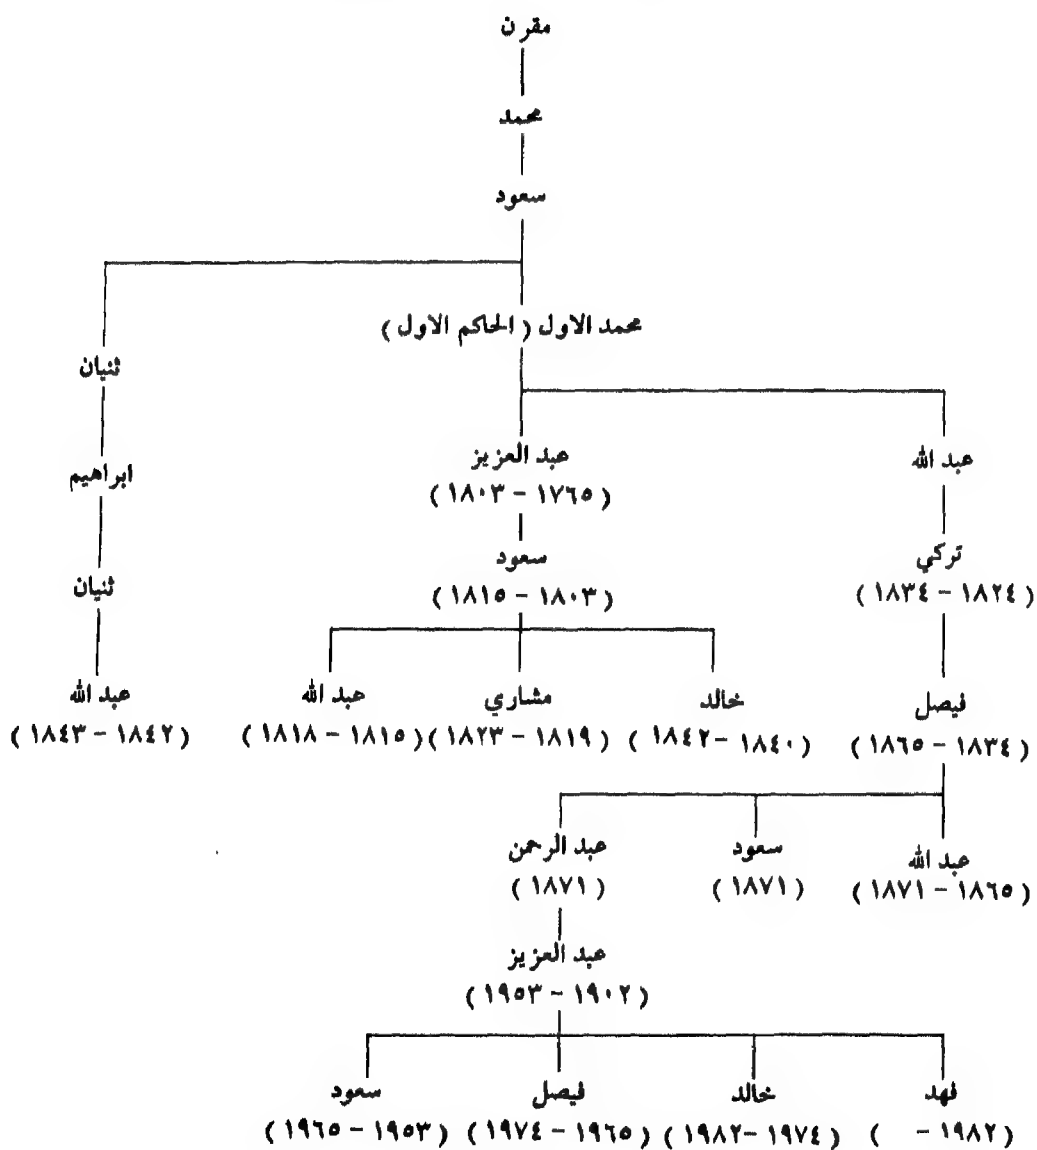 مقرن
محمد
سعود
محمد الاول ( الحاكم الاول )
ثنيان
عبد العزيز
عبد الله
ابراهيم
( ١٧٦٥ - ١٨٠٣ )
سعود
تركي
ثنيان
( ١٨٠٣ - ١٨١٥ )
( ١٨٢٤ - ١٨٣٤ )
فيصل خالد مشاري عبد الله عبد الله
( ١٨٣٤ - ١٨٦٥ ) ( ١٨٤٠ - ١٨٤٢ ) ( ١٨١٩ - ١٨٢٣ ) ( ١٨١٥ - ١٨١٨ ) ( ١٨٤٢ - ١٨٤٣ )
عبد الله سعود عبد الرحمن
( ١٨٦٥ - ١٨٧١ ) ( ١٨٧١ ) ( ١٨٧١ )
عبد العزيز
( ١٩٠٢ - ١٩٥٣ )
فهد خالد فيصل سعود
( ١٩٨٢ - ) ( ١٩٧٤ - ١٩٨٢ ) ( ١٩٦٥ - ١٩٧٤ ) ( ١٩٥٣ - ١٩٦٥ )